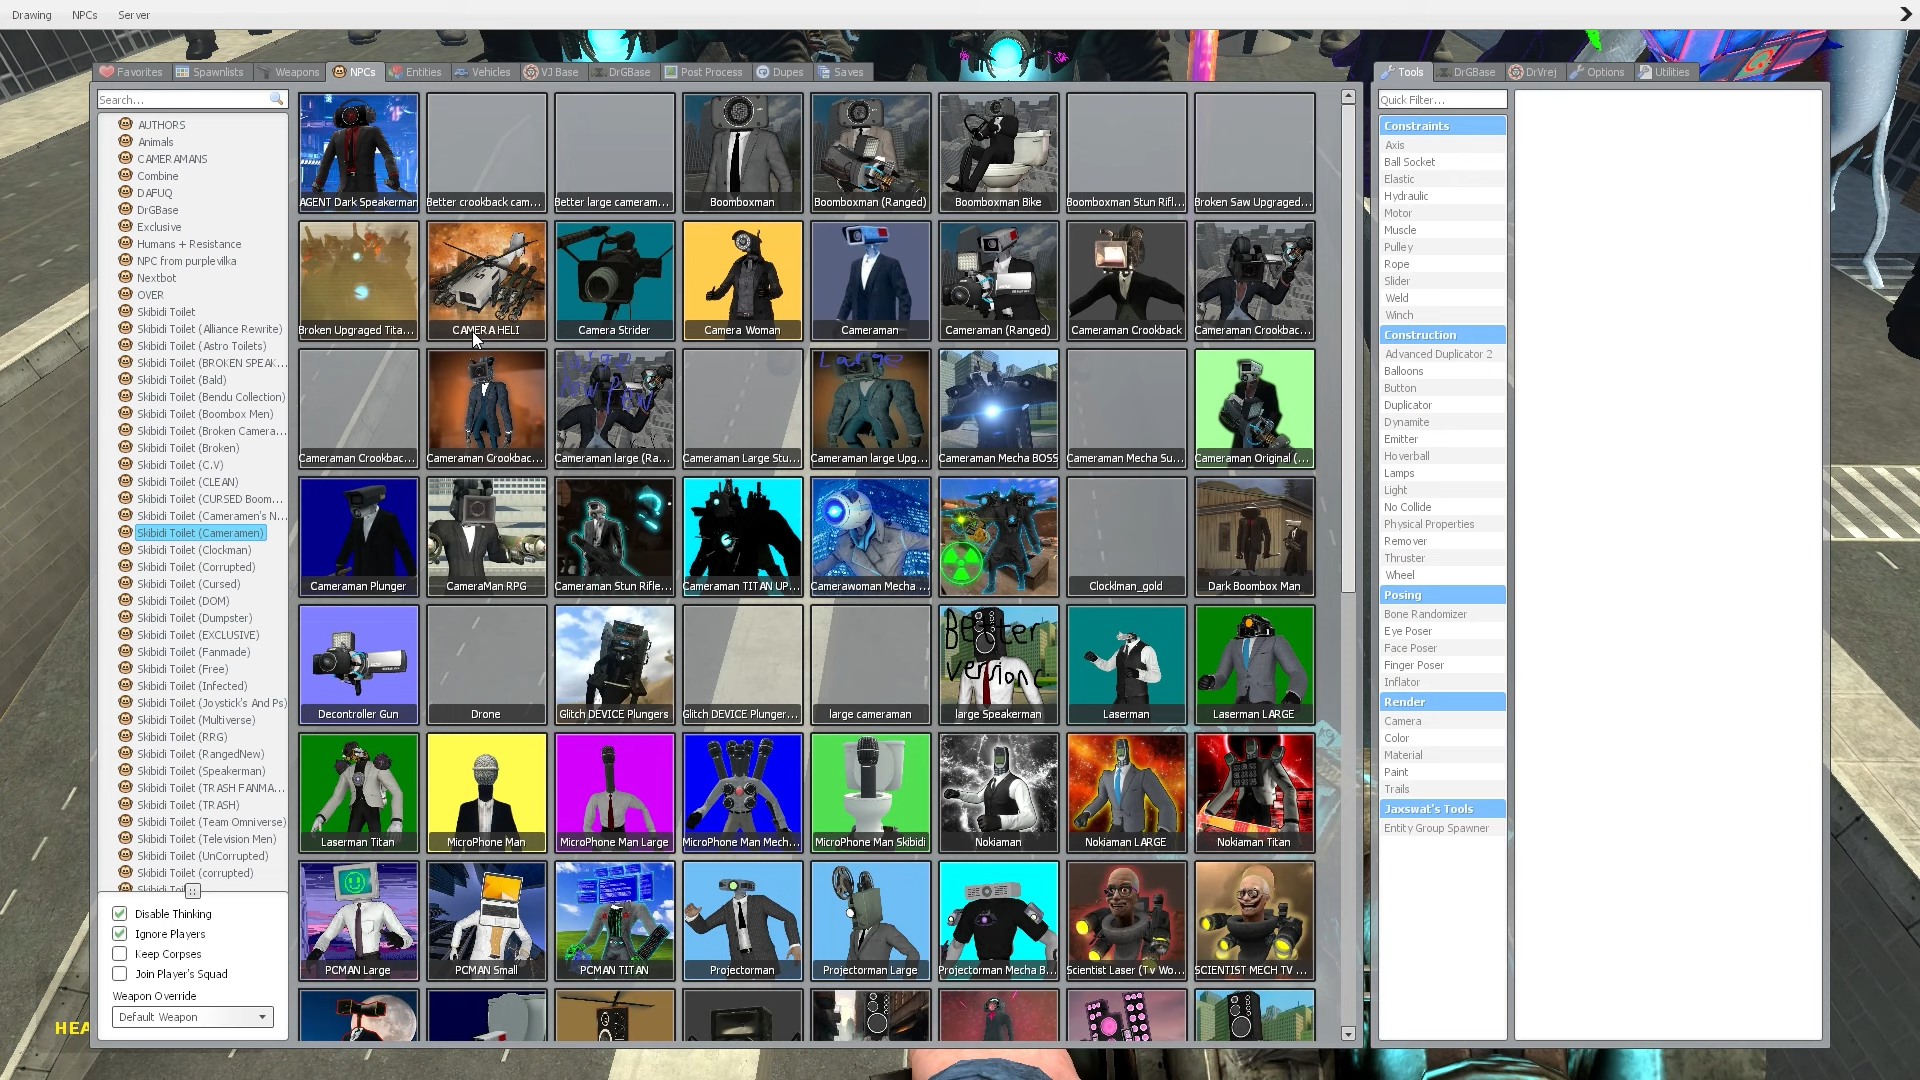 Drawing NPCs Server
Favorites Spawnlists Weapons NPCs Entities Vehicles VJ Base DrGBase Post Process Dupes Saves
Search...
AUTHORS
Animals
CAMERAMANS
Combine
DAFUQ
DrGBase
Exclusive
Humans + Resistance
NPC from purplevilka
Nextbot
OVER
Skibidi Toilet
Skibidi Toilet (Alliance Rewrite)
Skibidi Toilet (Astro Toilets)
Skibidi Toilet (BROKEN SPEAK...
Skibidi Toilet (Bald)
Skibidi Toilet (Bendu Collection)
Skibidi Toilet (Boombox Men)
Skibidi Toilet (Broken Camera...
Skibidi Toilet (Broken)
Skibidi Toilet (C.V)
Skibidi Toilet (CLEAN)
Skibidi Toilet (CURSED Boom...
Skibidi Toilet (Cameramen's N...
Skibidi Toilet (Cameramen)
Skibidi Toilet (Clockman)
Skibidi Toilet (Corrupted)
Skibidi Toilet (Cursed)
Skibidi Toilet (DOM)
Skibidi Toilet (Dumpster)
Skibidi Toilet (EXCLUSIVE)
Skibidi Toilet (Fanmade)
Skibidi Toilet (Free)
Skibidi Toilet (Infected)
Skibidi Toilet (Joystick's And Ps)
Skibidi Toilet (Multiverse)
Skibidi Toilet (RRG)
Skibidi Toilet (RangedNew)
Skibidi Toilet (Speakerman)
Skibidi Toilet (TRASH FANMA...
Skibidi Toilet (TRASH)
Skibidi Toilet (Team Omniverse)
Skibidi Toilet (Television Men)
Skibidi Toilet (UnCorrupted)
Skibidi Toilet (corrupted)
Disable Thinking
Ignore Players
Keep Corpses
Join Player's Squad
Weapon Override
Default Weapon
HEA
AGENT Dark Speakerman Better crookback cam... Better large cameram... Boomboxman Boomboxman (Ranged) Boomboxman Bike Boomboxman Stun Rifl... Broken Saw Upgraded...
Broken Upgraged Tita... CAMERA HELI Camera Strider Camera Woman Cameraman Cameraman (Ranged) Cameraman Crookback Cameraman Crookbac...
Large
Cameraman Crookbac... Cameraman Crookbac... Cameraman large (Ra... Cameraman Large Stu... Cameraman large Upg... Cameraman Mecha BOSS Cameraman Mecha Su... Cameraman Original (...
Cameraman Plunger CameraMan RPG Cameraman Stun Rifle... Cameraman TITAN UP... Camerawoman Mecha ... Clocklman_gold Dark Boombox Man
Better
version
Decontroller Gun Drone Glitch DEVICE Plungers Glitch DEVICE Plunger... large cameraman large Speakerman Laserman Laserman LARGE
Laserman Titan MicroPhone Man MicroPhone Man Large MicroPhone Man Mech... MicroPhone Man Skibidi Nokiaman Nokiaman LARGE Nokiaman Titan
PCMAN Large PCMAN Small PCMAN TITAN Projectorman Projectorman Large Projectorman Mecha B... Scientist Laser (Tv Wo... SCIENTIST MECH TV ...
Tools DrGBase DrVrej Options Utilities
Quick Filter...
Constraints
Axis
Ball Socket
Elastic
Hydraulic
Motor
Muscle
Pulley
Rope
Slider
Weld
Winch
Construction
Advanced Duplicator 2
Balloons
Button
Duplicator
Dynamite
Emitter
Hoverball
Lamps
Light
No Collide
Physical Properties
Remover
Thruster
Wheel
Posing
Bone Randomizer
Eye Poser
Face Poser
Finger Poser
Inflator
Render
Camera
Color
Material
Paint
Trails
Jaxswat's Tools
Entity Group Spawner